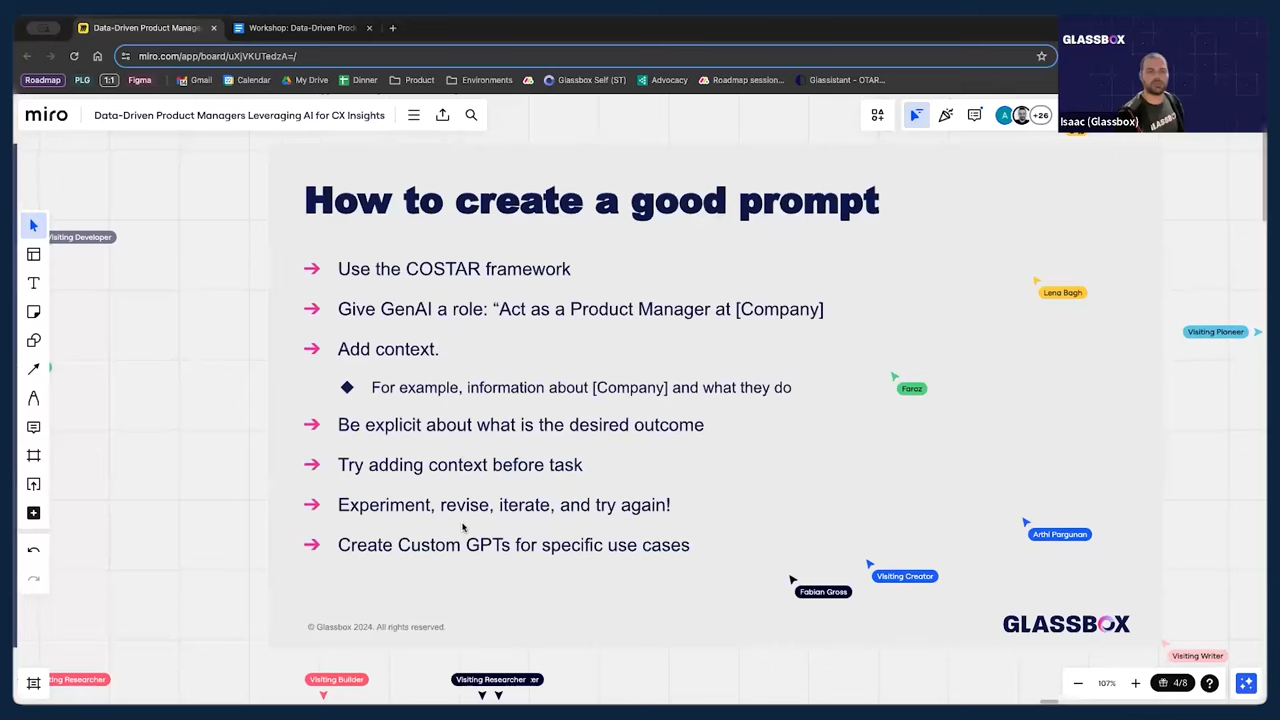 Data-Driven Product Manage
Workshop: Data-Driven Prod
miro.com/app/board/uXjVKUTedzA=/
Roadmap
PLG
1:1
Figma
Gmail
Calendar
My Drive
Dinner
Product
Environments
Glassbox Self (ST)
Advocacy
Roadmap session...
Glassistant - OTAR...
GLASSBOX
Isaac (Glassbox)
GLASSBOX
miro
Data-Driven Product Managers Leveraging AI for CX Insights
A
+26
How to create a good prompt
Visiting Developer
Use the COSTAR framework
Lena Bagh
Give GenAI a role: “Act as a Product Manager at [Company]
Visiting Pioneer
Add context.
For example, information about [Company] and what they do
Faraz
Be explicit about what is the desired outcome
Try adding context before task
Experiment, revise, iterate, and try again!
Arthi Pargunan
Create Custom GPTs for specific use cases
Visiting Creator
Fabian Gross
© Glassbox 2024. All rights reserved.
GLASSBOX
Visiting Writer
ting Researcher
Visiting Builder
Visiting Researcher
107%
4/8